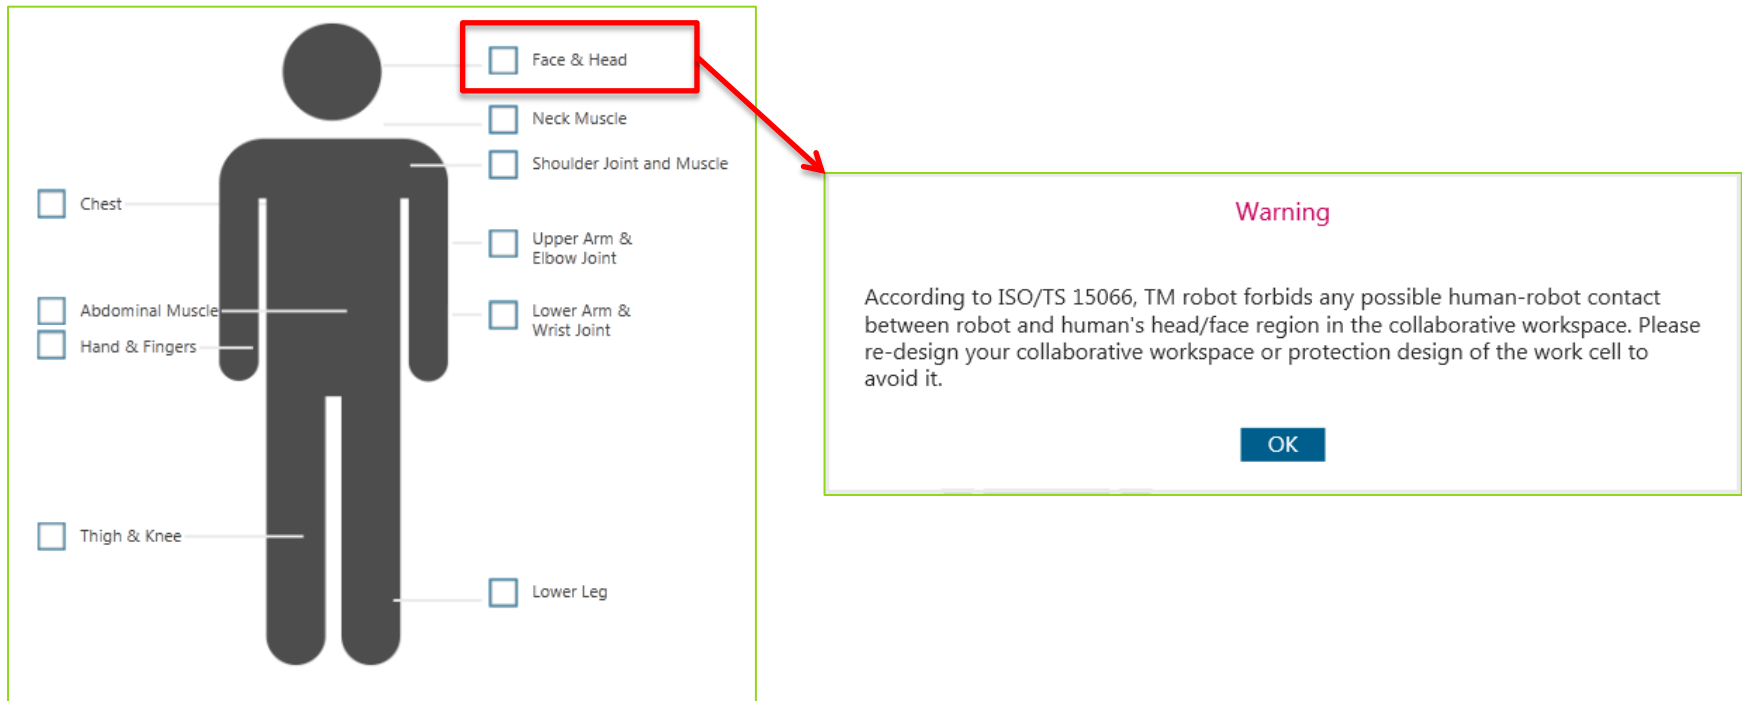 Face & Head
Neck Muscle
Shoulder Joint and Muscle
Chest
Upper Arm &
Elbow Joint
Abdominal Muscle
Lower Arm &
Wrist Joint
Hand & Fingers
Thigh & Knee
Lower Leg
Warning
According to ISO/TS 15066, TM robot forbids any possible human-robot contact
between robot and human's head/face region in the collaborative workspace. Please
re-design your collaborative workspace or protection design of the work cell to
avoid it.
OK